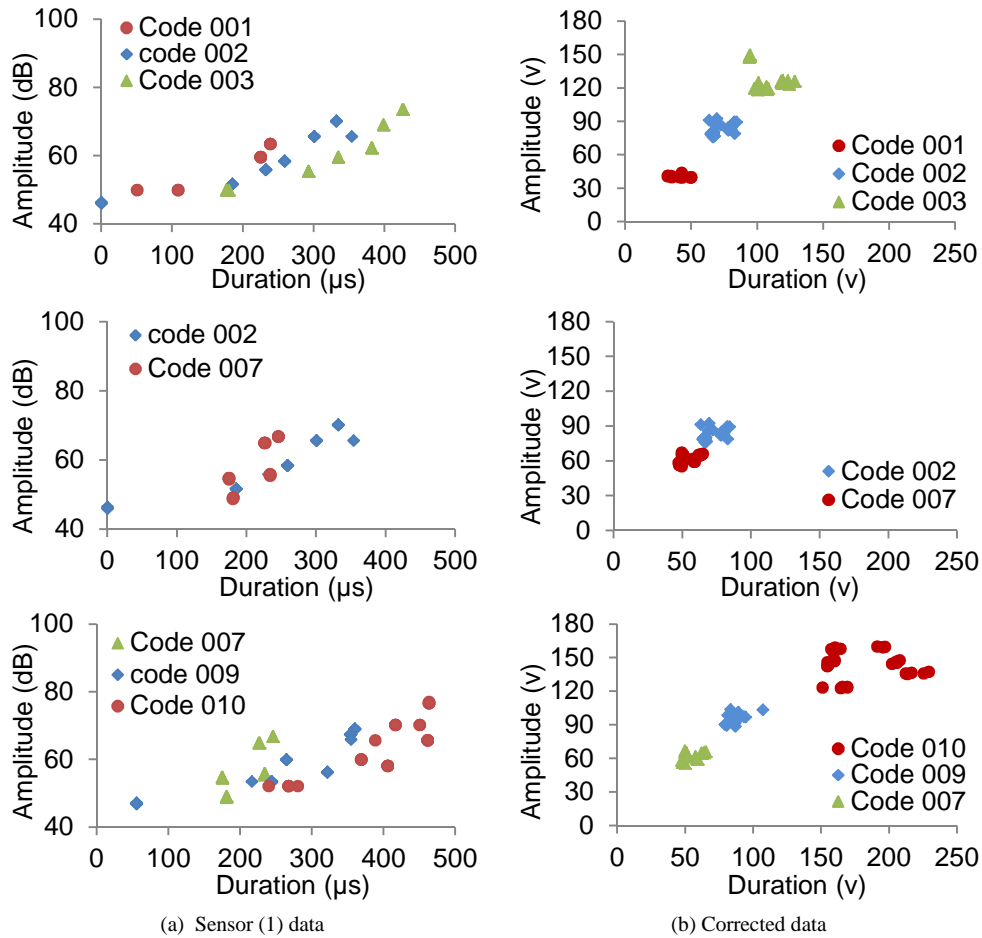 100
80
60
40
Amplitude (dB)
0 100 200 300 400 500
Duration (µs)
Code 001
code 002
Code 003
180
150
120
90
60
30
0
Amplitude (v)
0 50 100 150 200 250
Duration (v)
Code 001
Code 002
Code 003
100
80
60
40
Amplitude (dB)
0 100 200 300 400 500
Duration (µs)
code 002
Code 007
180
150
120
90
60
30
0
Amplitude (v)
0 50 100 150 200 250
Duration (v)
Code 002
Code 007
100
80
60
40
Amplitude (dB)
0 100 200 300 400 500
Duration (µs)
Code 007
code 009
Code 010
180
150
120
90
60
30
0
Amplitude (v)
0 50 100 150 200 250
Duration (v)
Code 010
Code 009
Code 007
(a) Sensor (1) data
(b) Corrected data